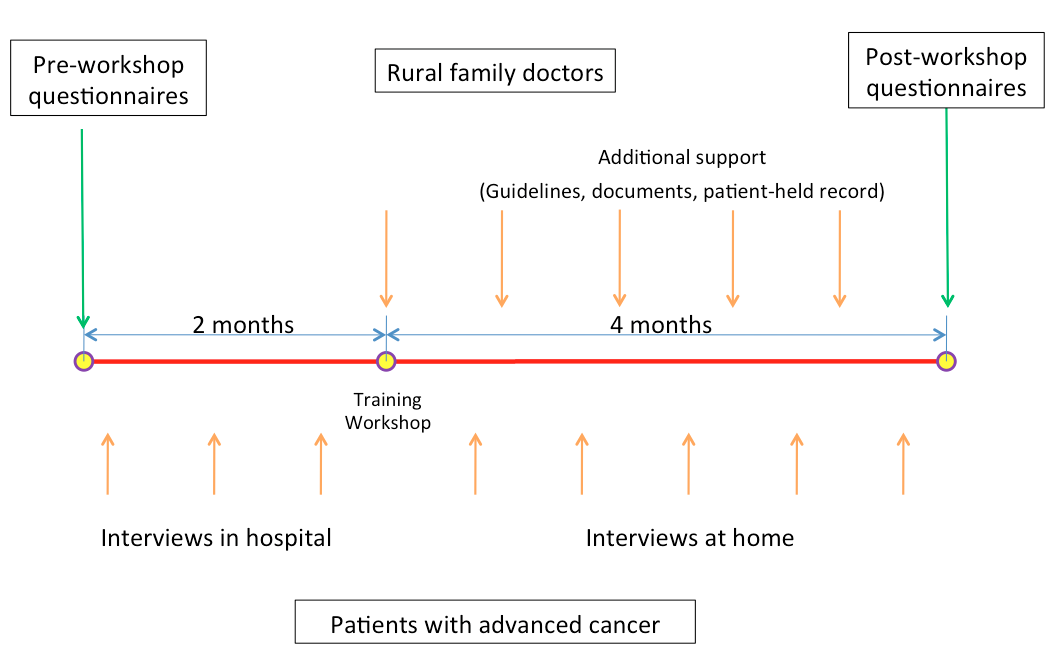 Pre-workshop
questionnaires
Rural family doctors
Post-workshop
questionnaires
Additional support
(Guidelines, documents, patient-held record)
2 months
4 months
Training
Workshop
Interviews in hospital
Interviews at home
Patients with advanced cancer